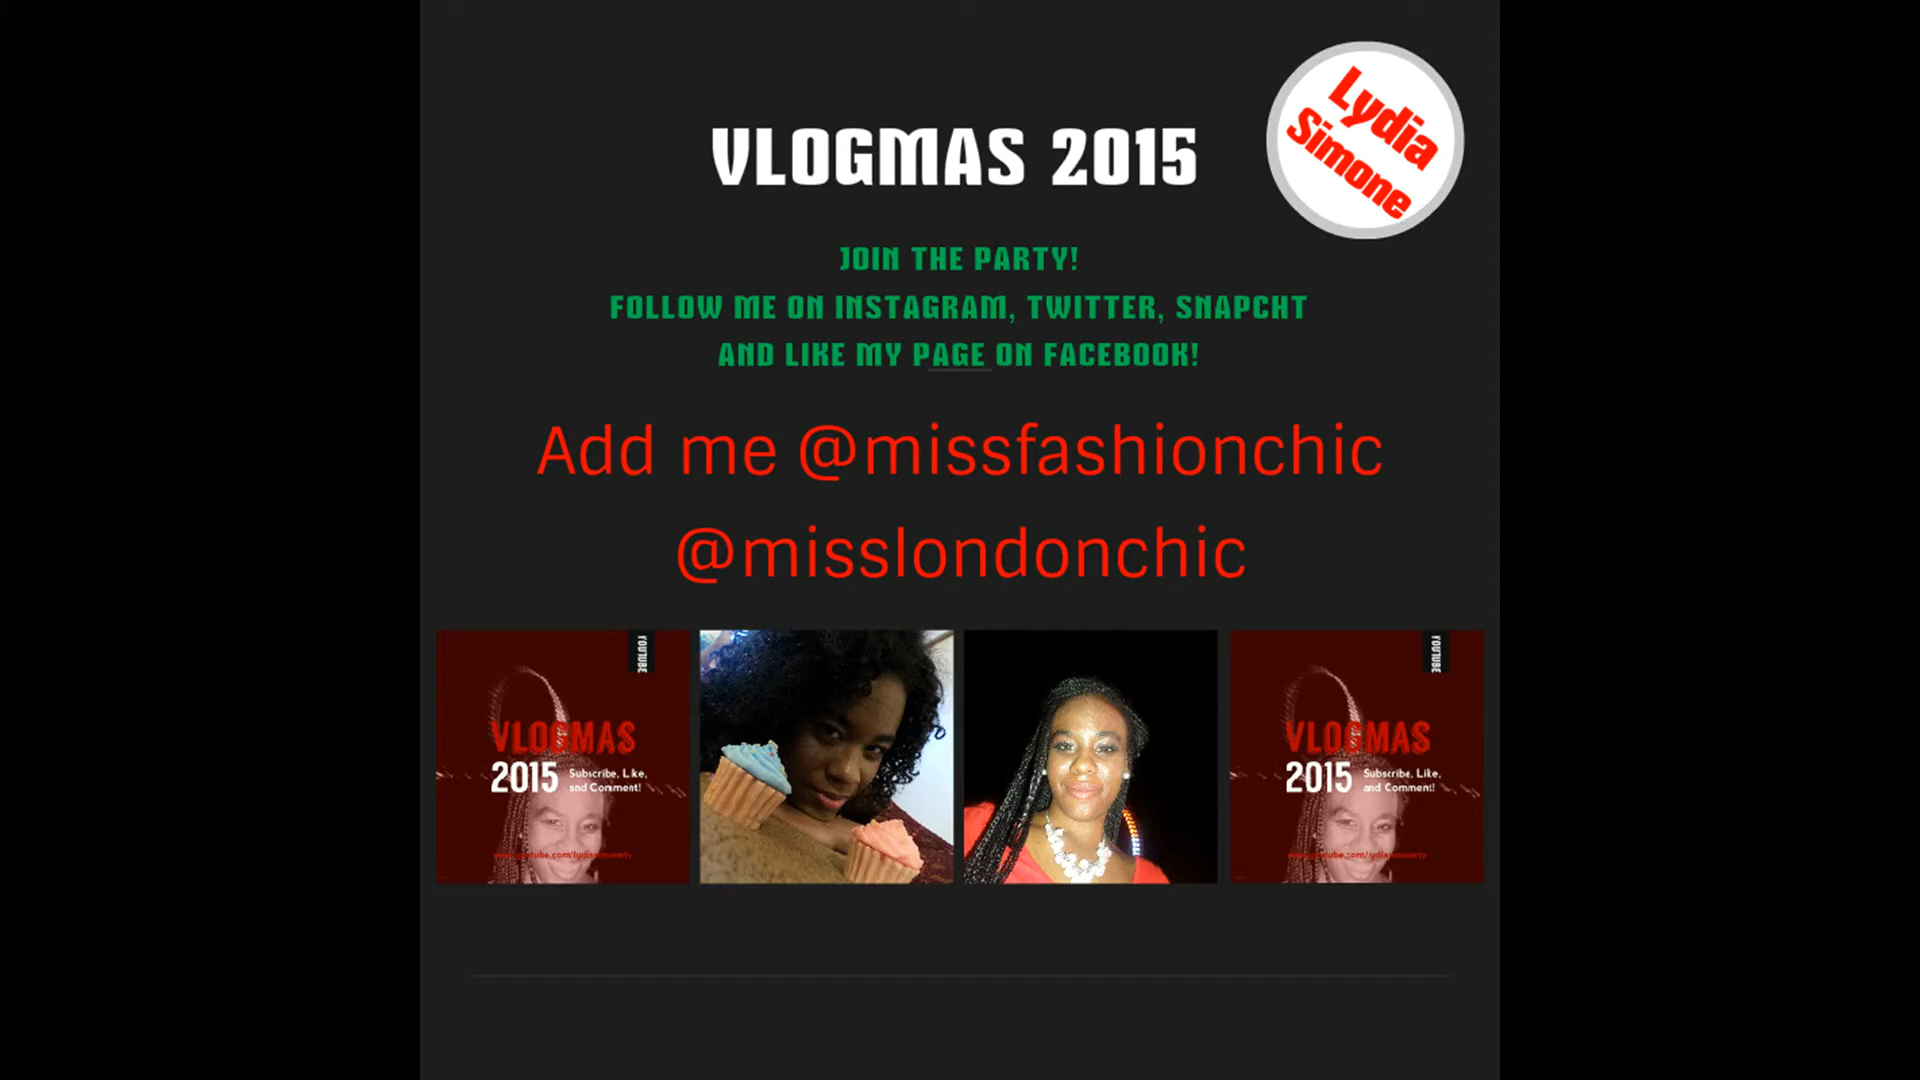 Lydia
Simone
VLOGMAS 2015
JOIN THE PARTY!
FOLLOW ME ON INSTAGRAM, TWITTER, SNAPCHT
AND LIKE MY PAGE ON FACEBOOK!
Add me @missfashionchic
@misslondonchic
YOUTUBE
VLOGMAS
2015 Subscribe, Like,
and Comment!
YOUTUBE
VLOGMAS
2015 Subscribe, Like,
and Comment!